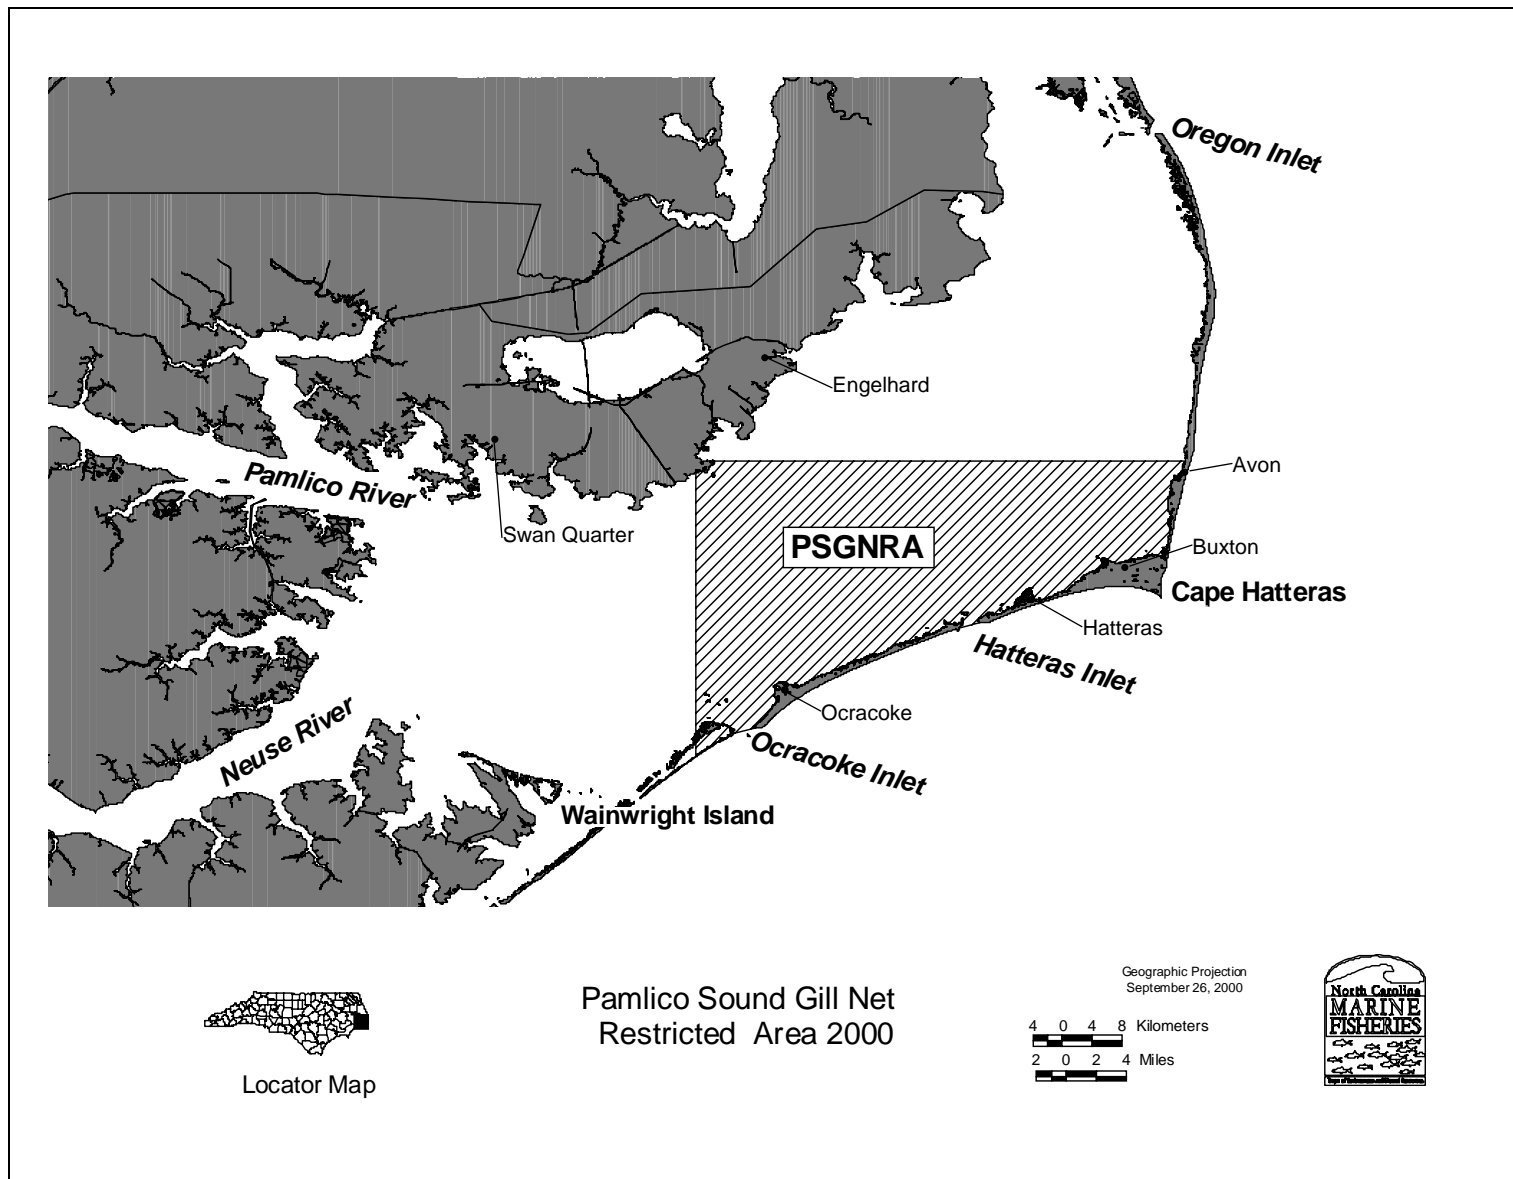 Oregon Inlet
Engelhard
Pamlico River
Avon
Swan Quarter
PSGNRA
Buxton
Cape Hatteras
Hatteras
Hatteras Inlet
Ocracoke
Neuse River
Ocracoke Inlet
Wainwright Island
Locator Map
Pamlico Sound Gill Net
Restricted Area 2000
Geographic Projection
September 26, 2000
4 0 4 8 Kilometers
2 0 2 4 Miles
North Carolina
MARINE
FISHERIES